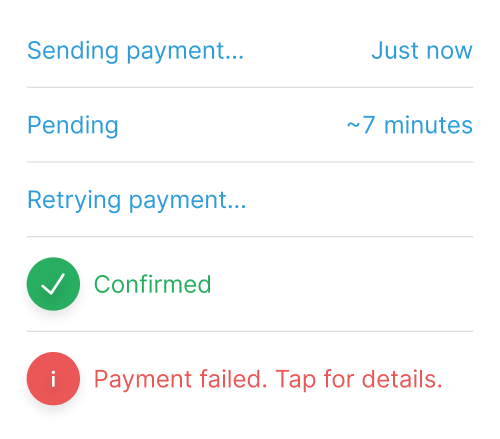 Sending payment... Just now
Pending ~7 minutes
Retrying payment...
Confirmed
i Payment failed. Tap for details.